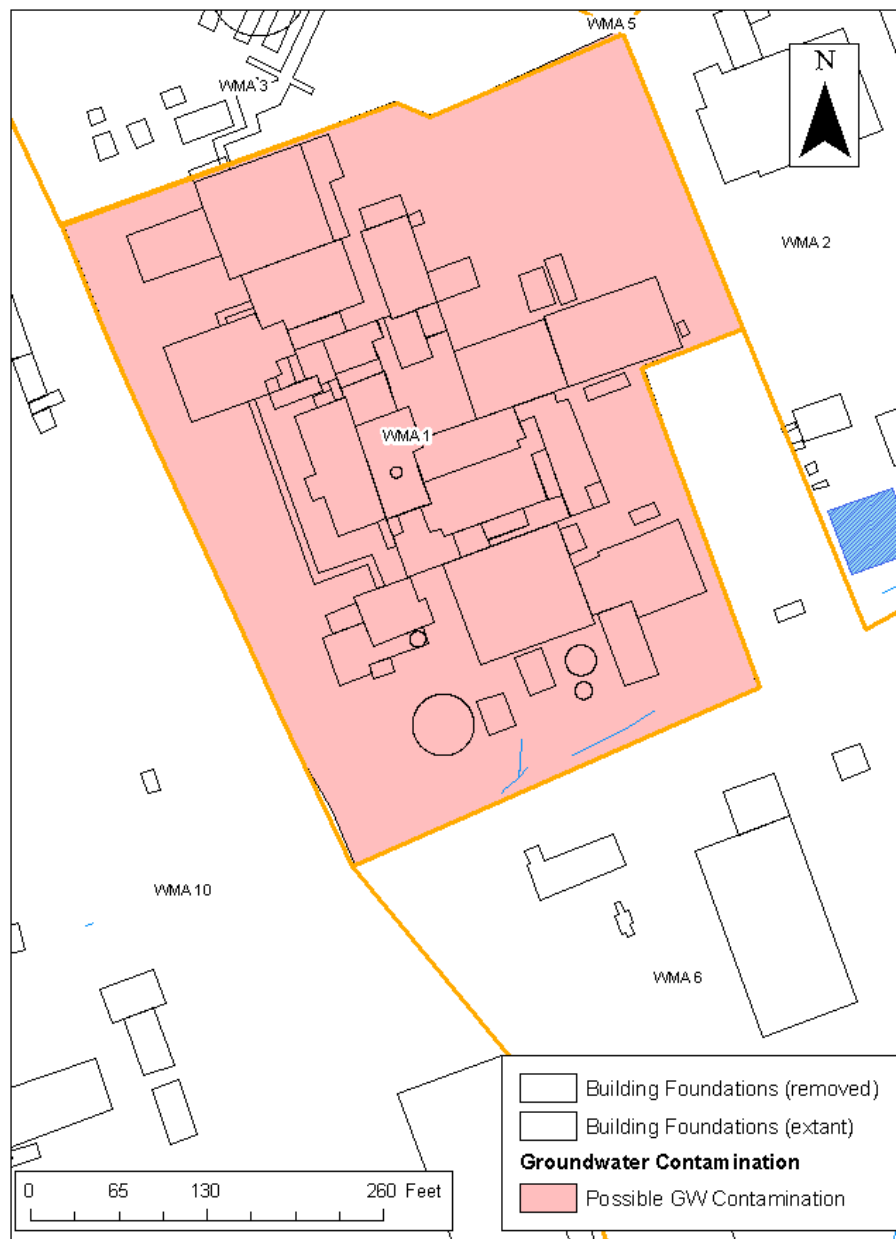 WMA 5
WMA 3
N
WMA 2
WMA 1
WMA 10
WMA 6
Building Foundations (removed)
Building Foundations (extant)
Groundwater Contamination
Possible GW Contamination
0 65 130 260 Feet